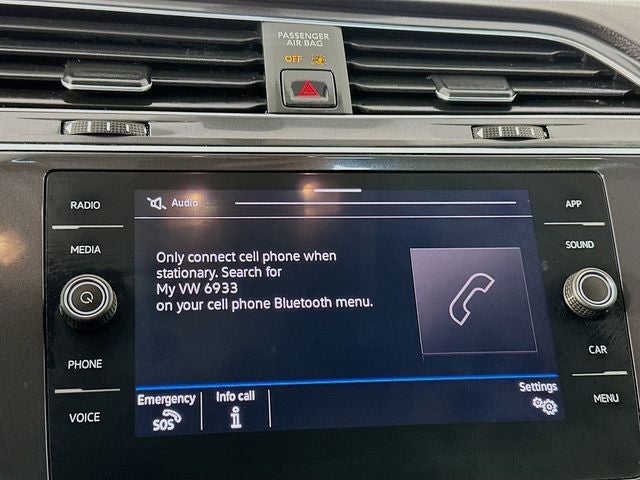 PASSENGER
AIR BAG
OFF
RADIO
MEDIA
PHONE
VOICE
Audio
Only connect cell phone when
stationary. Search for
My VW 6933
on your cell phone Bluetooth menu.
Emergency
SOS
Info call
i
Settings
APP
SOUND
CAR
MENU